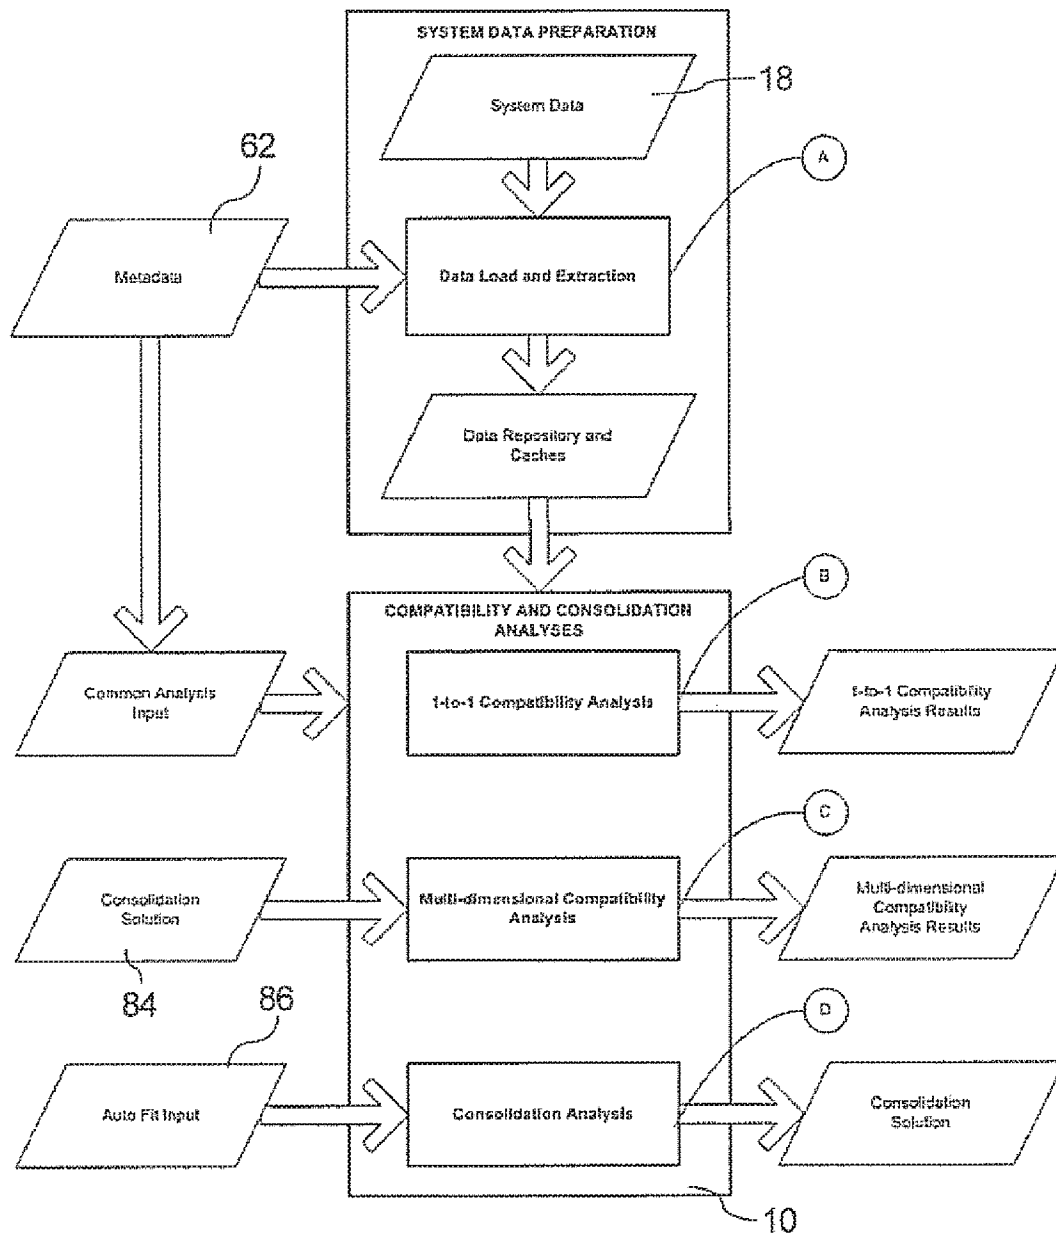 SYSTEM DATA PREPARATION
System Data
18
A
62
Metadata
Data Load and Extraction
Data Repository and
Caches
B
COMPATIBILITY AND CONSOLIDATION
ANALYSES
Common Analysis
Input
1-to-1 Compatibility Analysis
1-to-1 Compatibility
Analysis Results
C
Consolidation
Solution
84
Multi-dimensional Compatibility
Analysis
Multi-dimensional
Compatibility
Analysis Results
86
D
Auto Fit Input
Consolidation Analysis
Consolidation
Solution
10